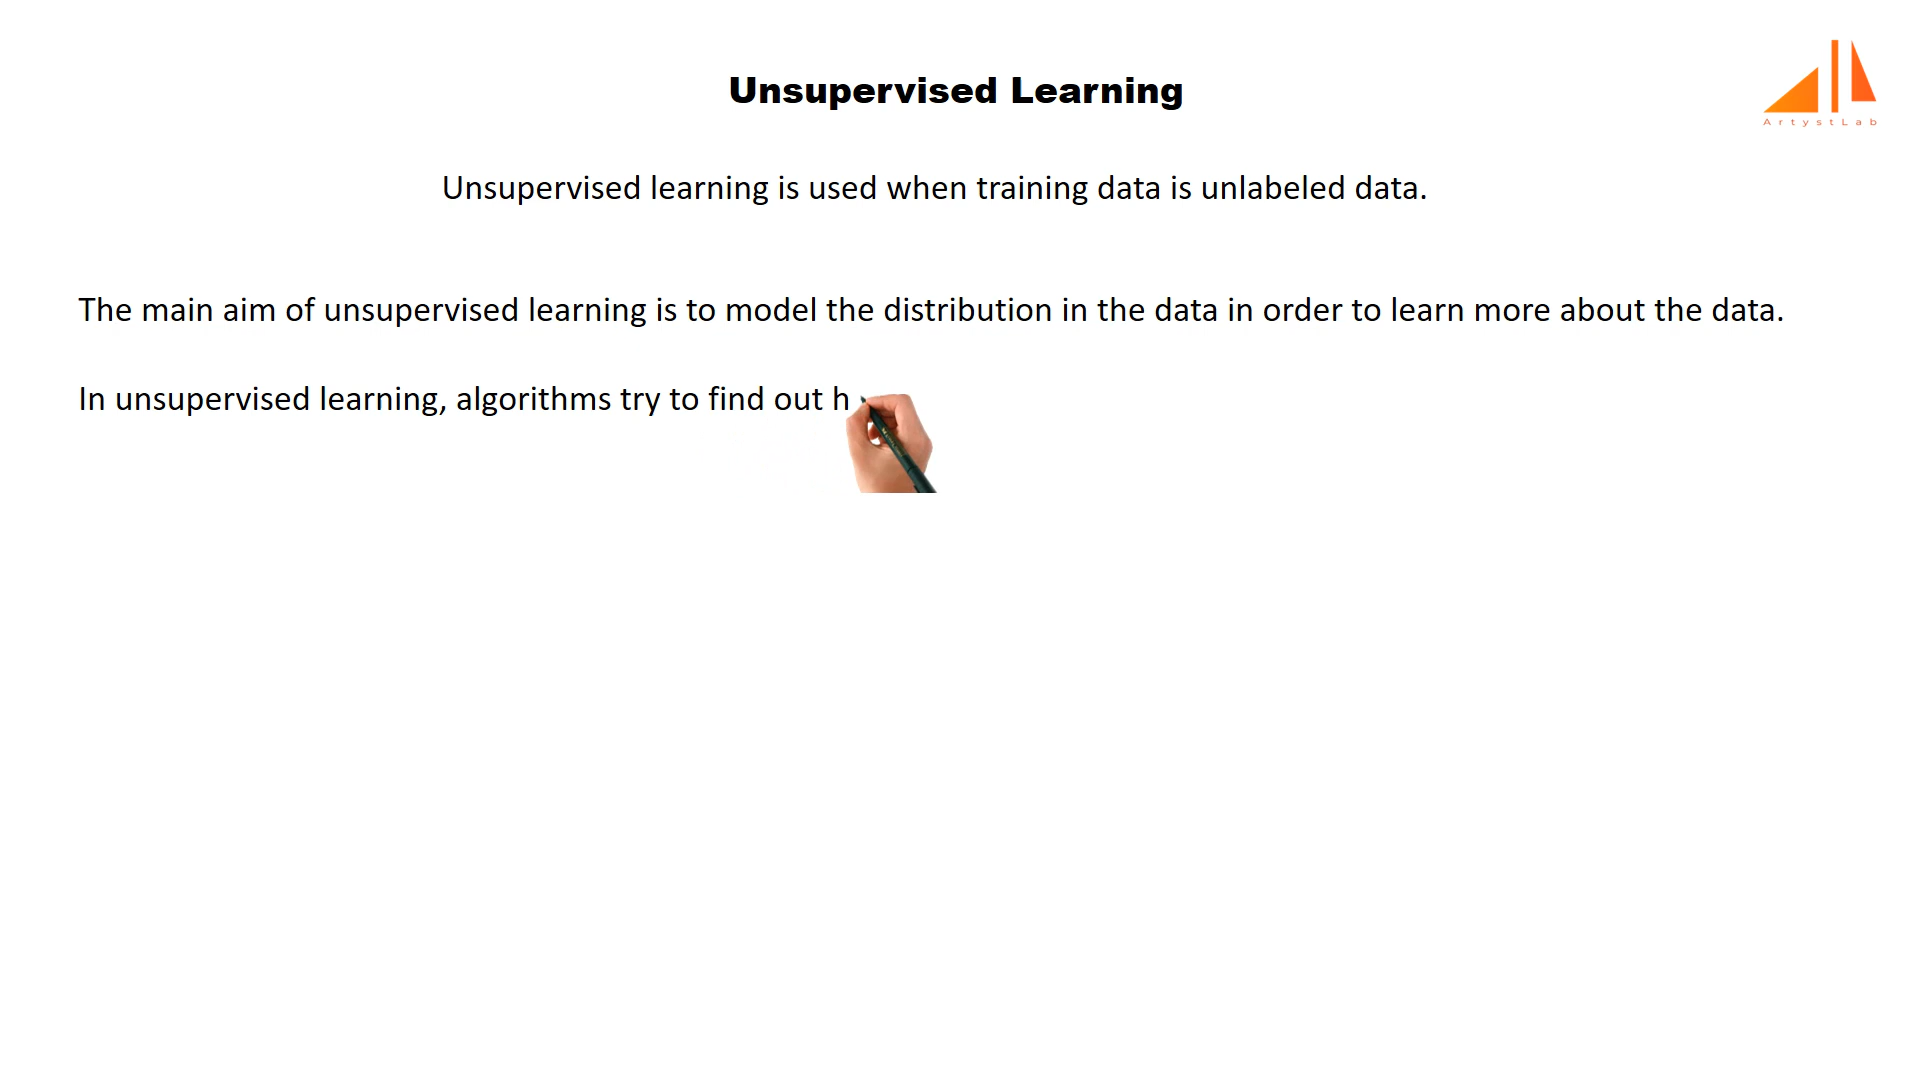 Unsupervised Learning
ArtystLab
Unsupervised learning is used when training data is unlabeled data.
The main aim of unsupervised learning is to model the distribution in the data in order to learn more about the data.
In unsupervised learning, algorithms try to find out h